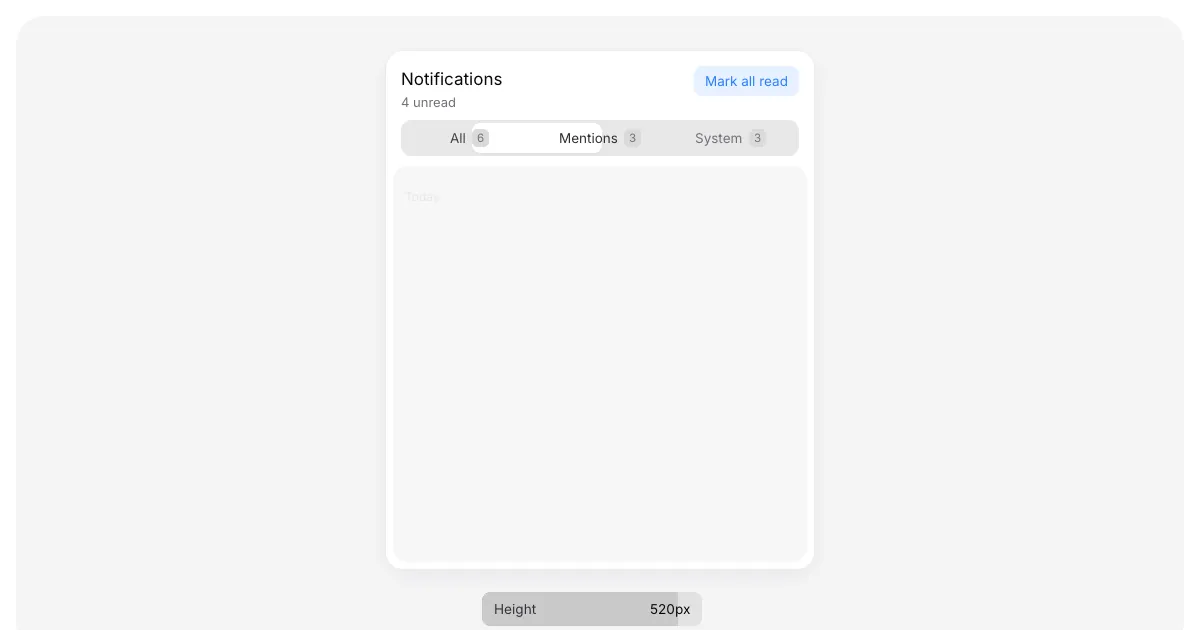 Notifications
Mark all read
4 unread
All 6 Mentions 3 System 3
Today
Height 520px